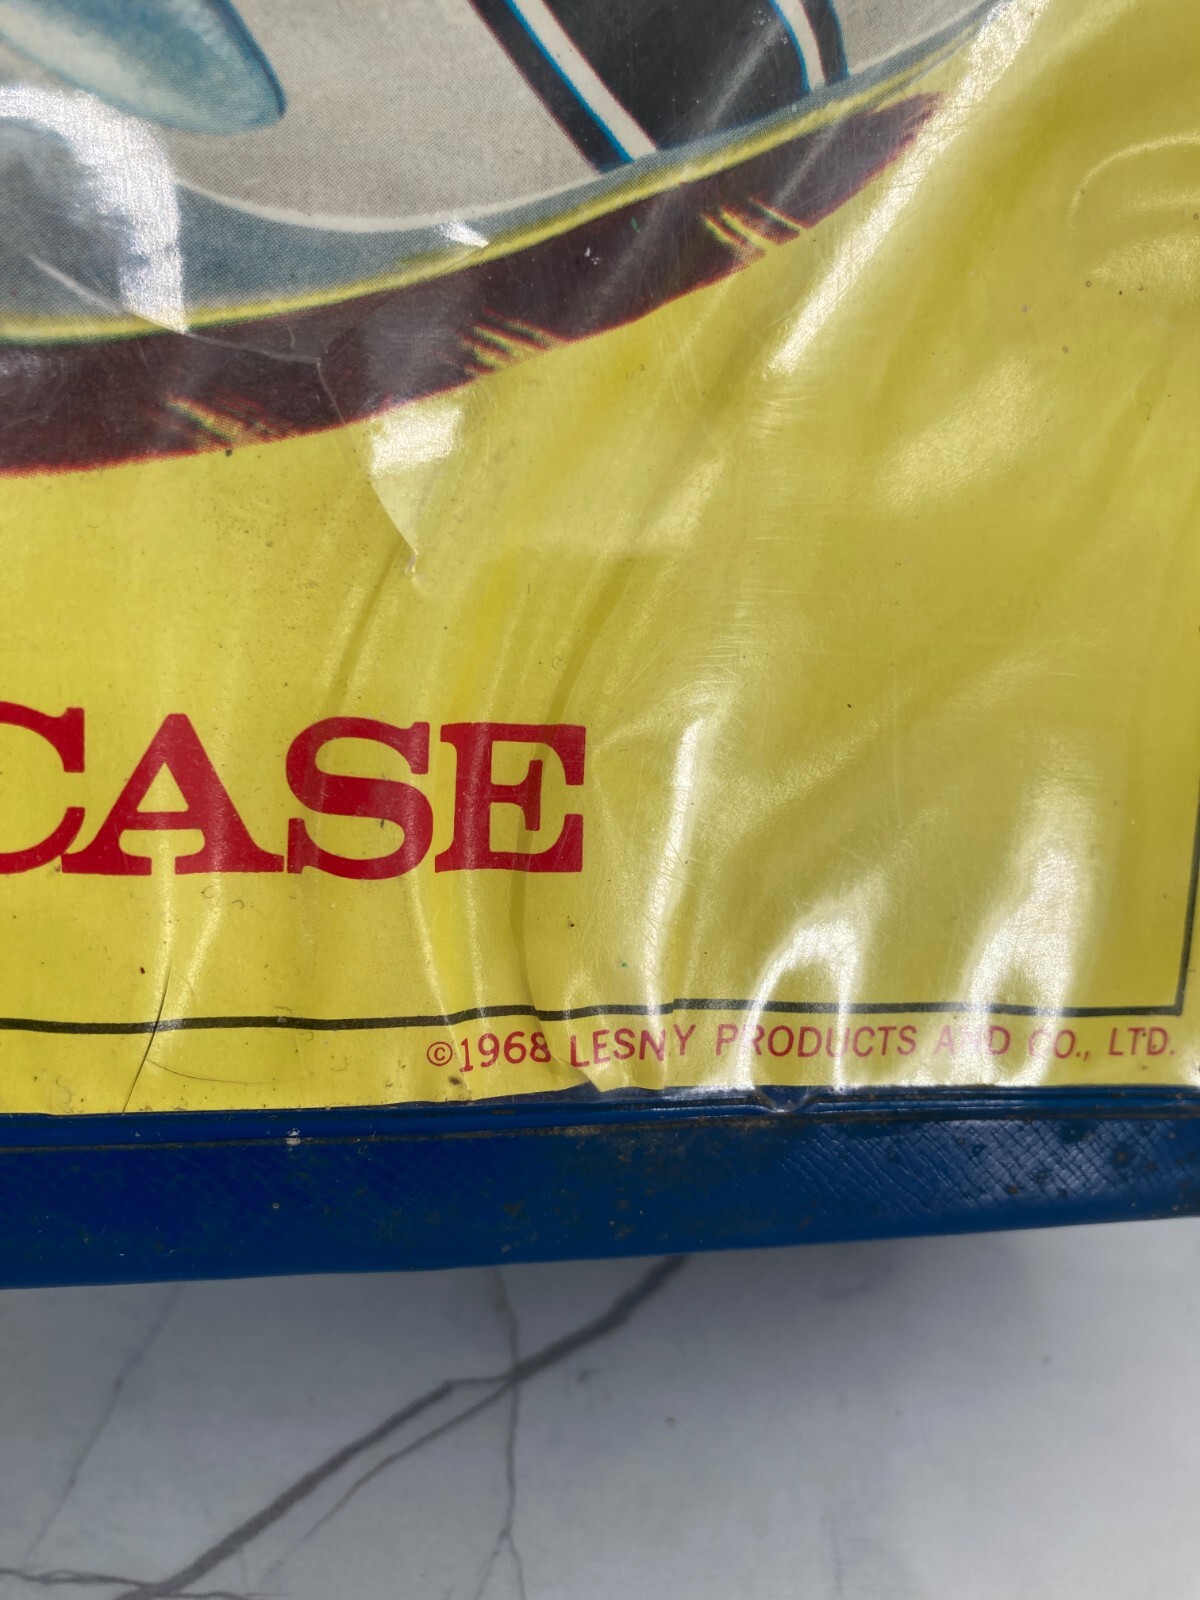 CASE
©1968 LESNY PRODUCTS AND CO., LTD.